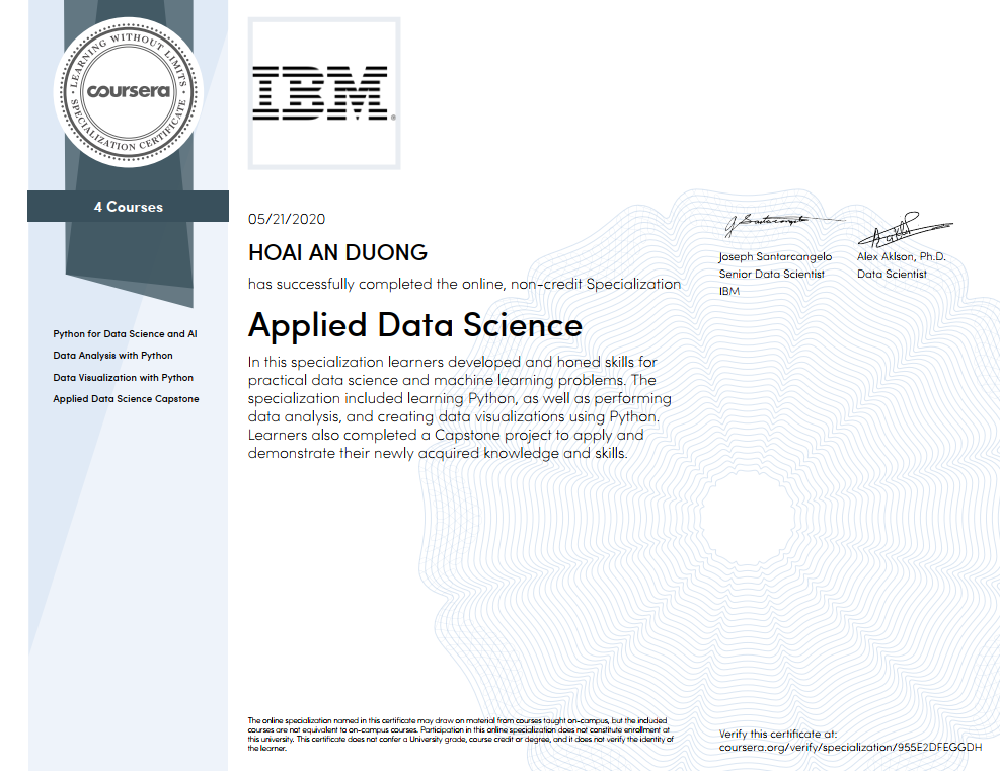 LEARNING WITHOUT LIMITS
coursera
SPECIALIZATION CERTIFICATE
IBM®
4 Courses
Python for Data Science and AI
Data Analysis with Python
Data Visualization with Python
Applied Data Science Capstone
05/21/2020
HOAI AN DUONG
has successfully completed the online, non-credit Specialization
Applied Data Science
In this specialization learners developed and honed skills for
practical data science and machine learning problems. The
specialization included learning Python, as well as performing
data analysis, and creating data visualizations using Python.
Learners also completed a Capstone project to apply and
demonstrate their newly acquired knowledge and skills.
Joseph Santarcangelo
Senior Data Scientist
IBM
Alex Aklson, Ph.D.
Data Scientist
The online specialization named in this certificate may draw on material from courses taught on-campus, but the included
courses are not equivalent to on-campus courses. Participation in this online specialization does not constitute enrollment at
this university. This certificate does not confer a University grade, course credit or degree, and it does not verify the identity of
the learner.
Verify this certificate at:
coursera.org/verify/specialization/955E2DFEGGDH